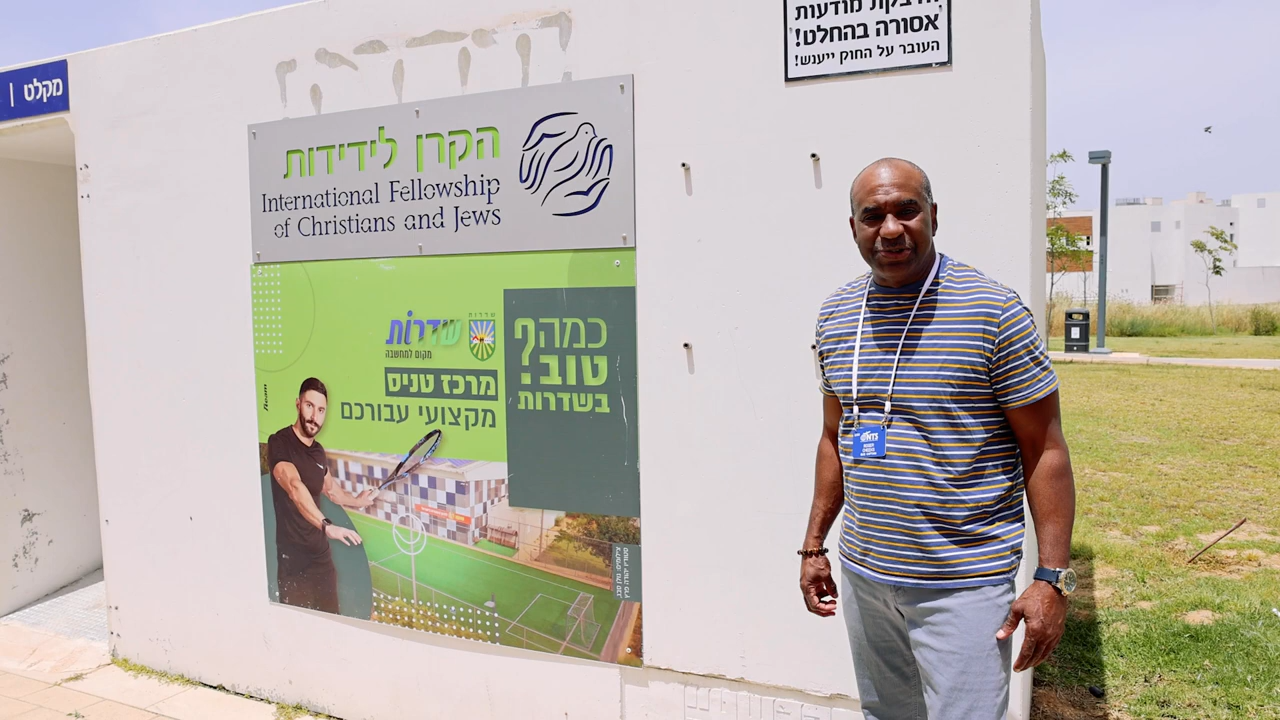 מקלט |
הדבקת מודעות
אסורה בהחלט!
העובר על החוק ייענש!
הקרן לידידות
International Fellowship
of Christians and Jews
שדרות
שדרות
מקום למחשבה
מרכז טניס
מקצועי עבורכם
כמה?
טוב!
בשדרות